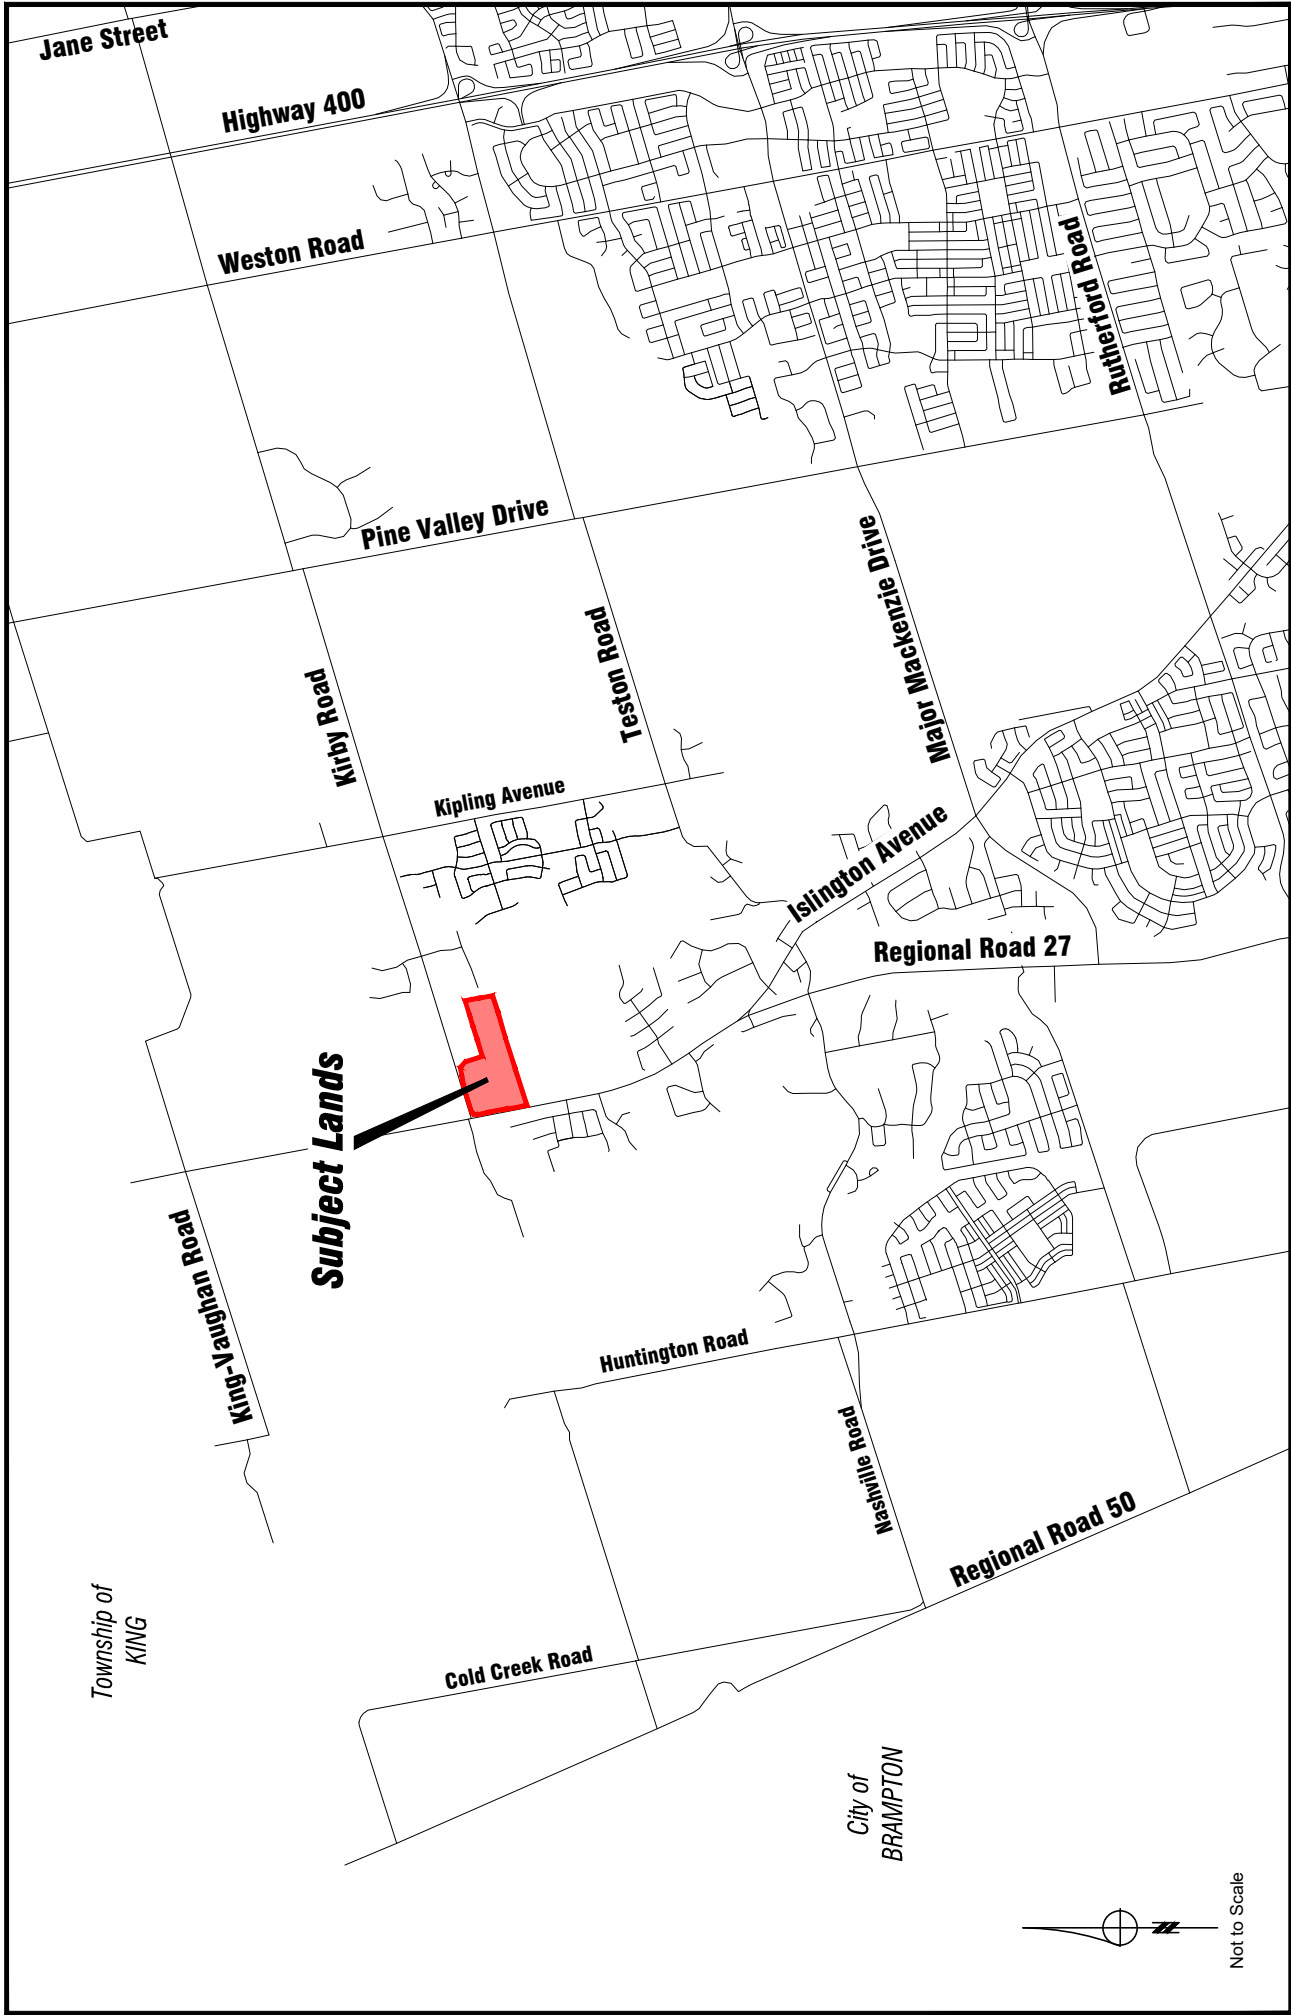 Jane Street
Highway 400
Weston Road
Rutherford Road
Pine Valley Drive
Major Mackenzie Drive
Teston Road
Kirby Road
Kipling Avenue
Islington Avenue
Regional Road 27
Subject Lands
King-Vaughan Road
Huntington Road
Nashville Road
Regional Road 50
Township of
KING
Cold Creek Road
City of
BRAMPTON
Not to Scale